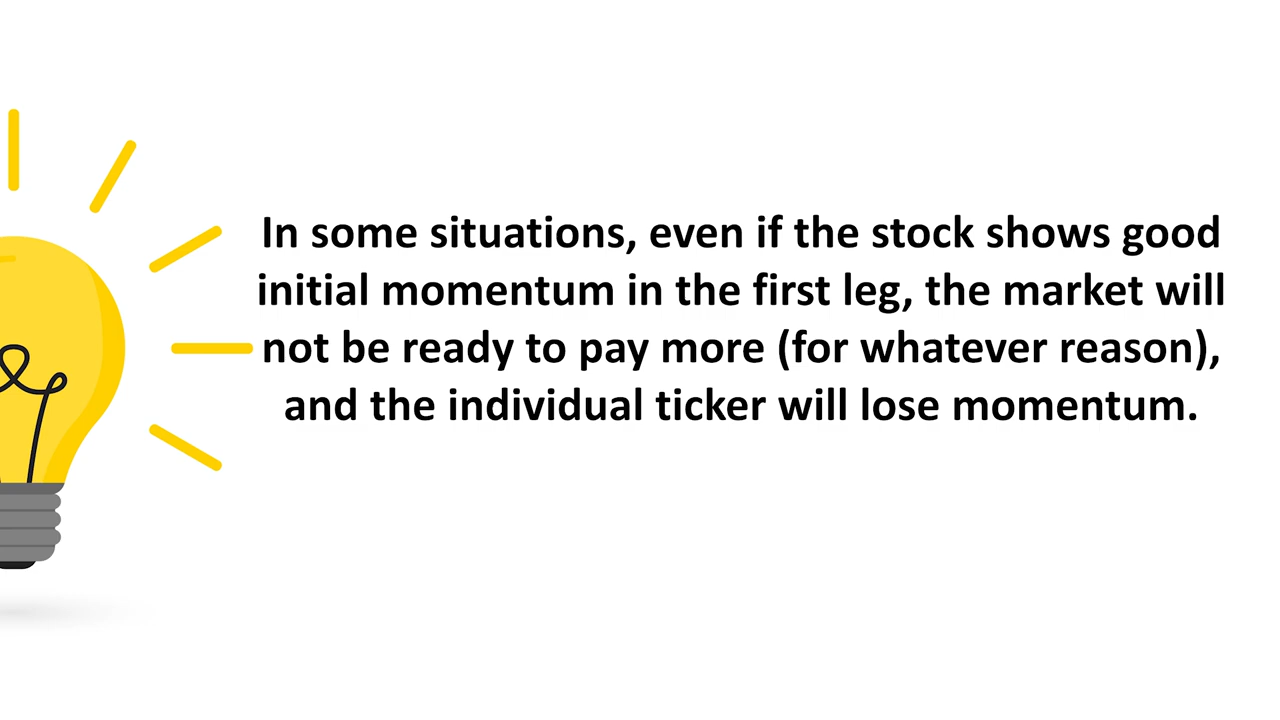 In some situations, even if the stock shows good
initial momentum in the first leg, the market will
not be ready to pay more (for whatever reason),
and the individual ticker will lose momentum.